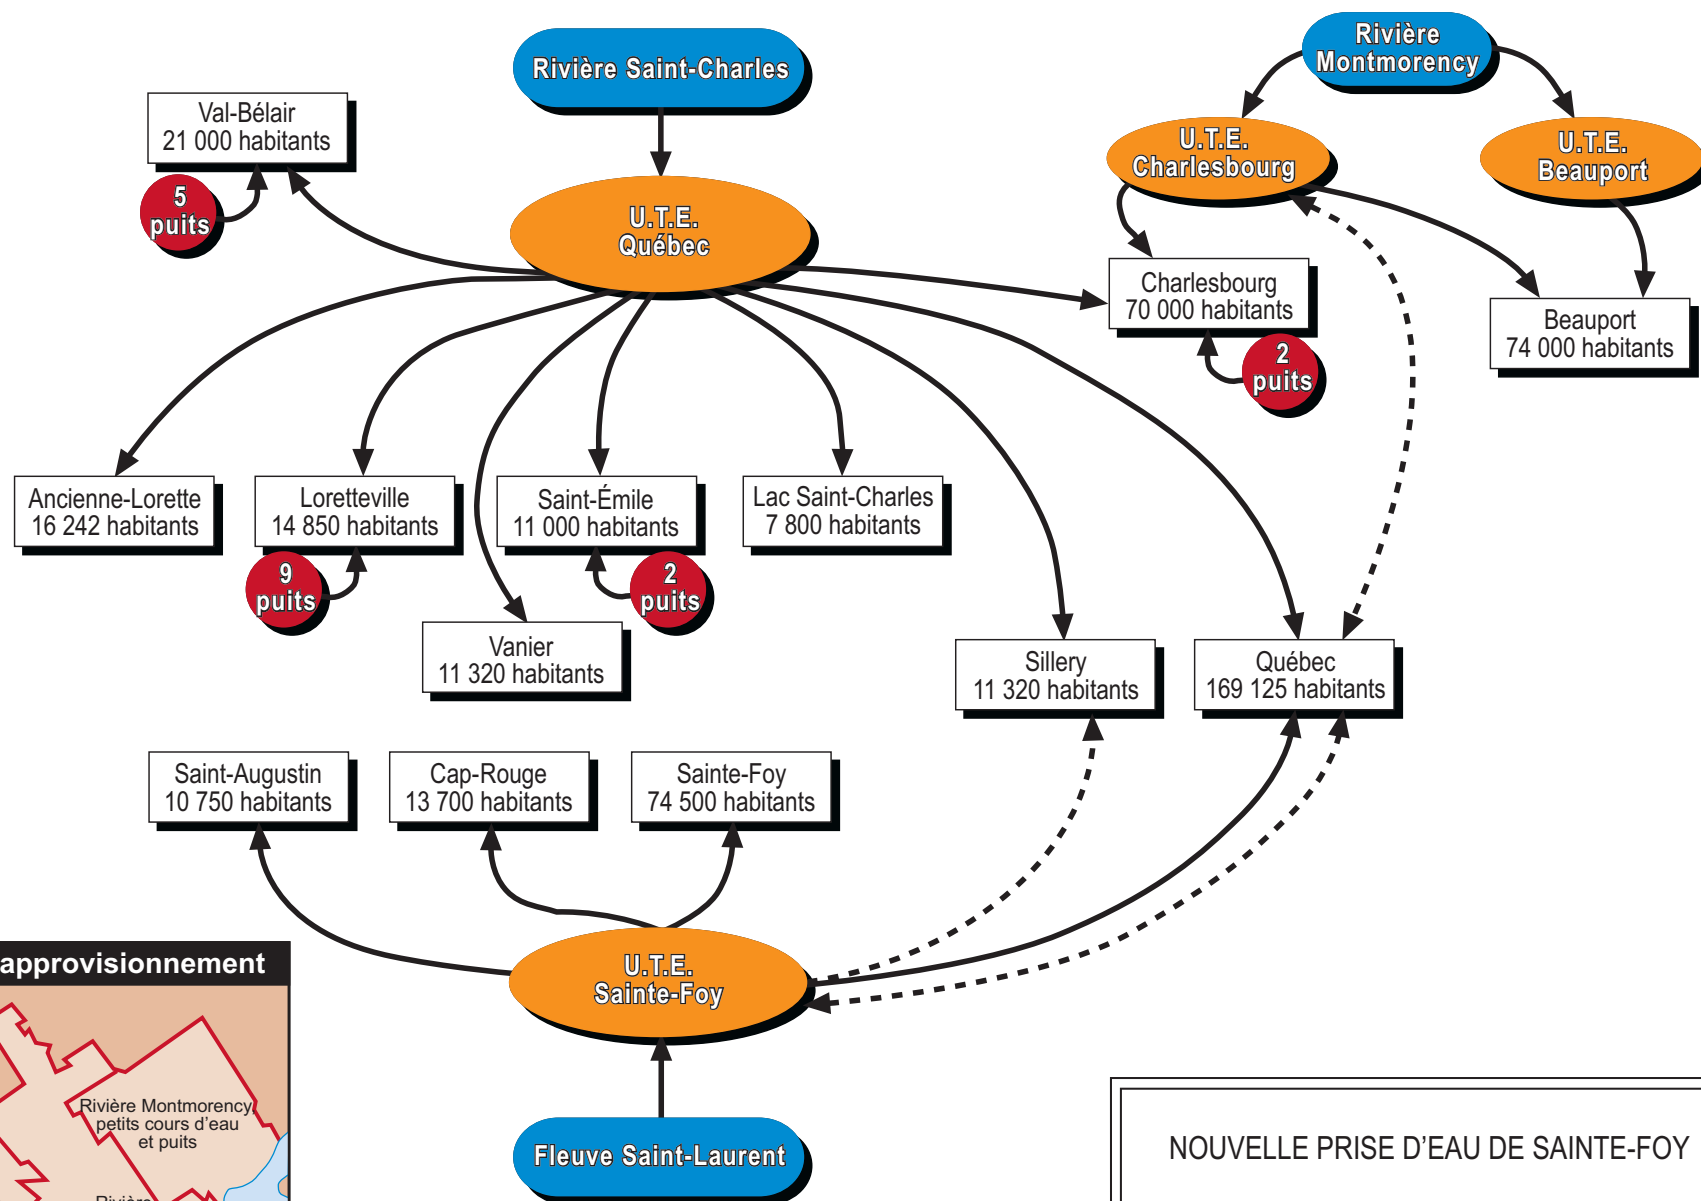 Rivière Saint-Charles
Rivière
Montmorency
Val-Bélair
21 000 habitants
5
puits
U.T.E.
Québec
U.T.E.
Charlesbourg
U.T.E.
Beauport
Charlesbourg
70 000 habitants
2
puits
Beauport
74 000 habitants
Ancienne-Lorette
16 242 habitants
Loretteville
14 850 habitants
9
puits
Saint-Émile
11 000 habitants
2
puits
Lac Saint-Charles
7 800 habitants
Vanier
11 320 habitants
Sillery
11 320 habitants
Québec
169 125 habitants
Saint-Augustin
10 750 habitants
Cap-Rouge
13 700 habitants
Sainte-Foy
74 500 habitants
U.T.E.
Sainte-Foy
Fleuve Saint-Laurent
approvisionnement
Rivière Montmorency,
petits cours d'eau
et puits
Rivière
NOUVELLE PRISE D'EAU DE SAINTE-FOY